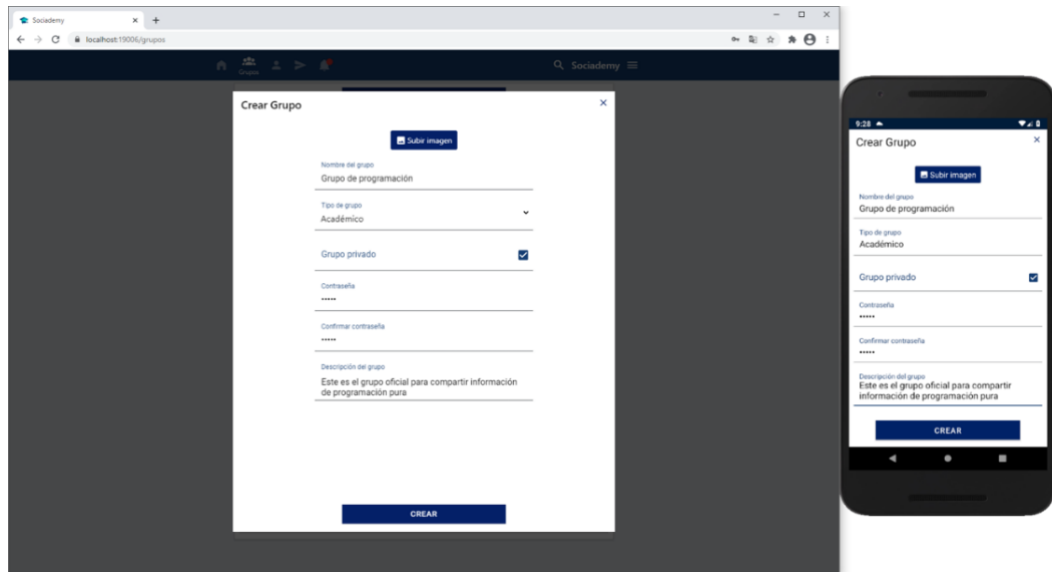 Sociademy
localhost:19006/grupos
Grupos
Sociademy
Crear Grupo
Subir imagen
Nombre del grupo
Grupo de programación
Tipo de grupo
Académico
Grupo privado
Contraseña
•••••
Confirmar contraseña
•••••
Descripción del grupo
Este es el grupo oficial para compartir información
de programación pura
CREAR
9:28
Crear Grupo
Subir imagen
Nombre del grupo
Grupo de programación
Tipo de grupo
Académico
Grupo privado
Contraseña
•••••
Confirmar contraseña
•••••
Descripción del grupo
Este es el grupo oficial para compartir
información de programación pura
CREAR